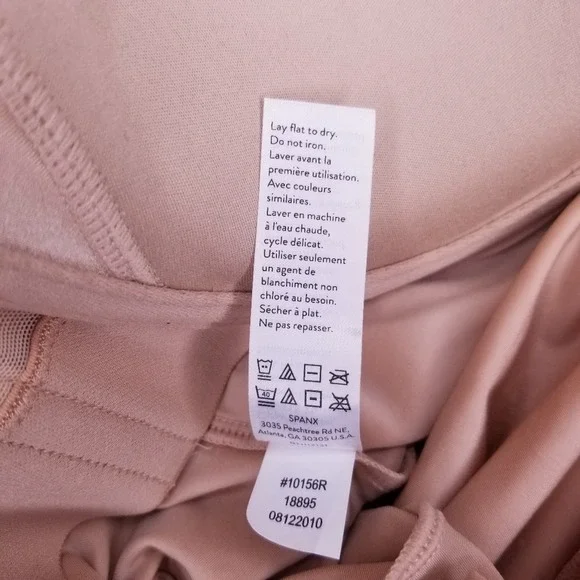 Lay flat to dry.
Do not iron.
Laver avant la
première utilisation.
Avec couleurs
similaires.
Laver en machine
à l'eau chaude,
cycle délicat.
Utiliser seulement
un agent de
blanchiment non
chloré au besoin.
Sécher à plat.
Ne pas repasser.
40
SPANX
3035 Peachtree Rd NE,
Atlanta, GA 30305 U.S.A.
#10156R
18895
08122010